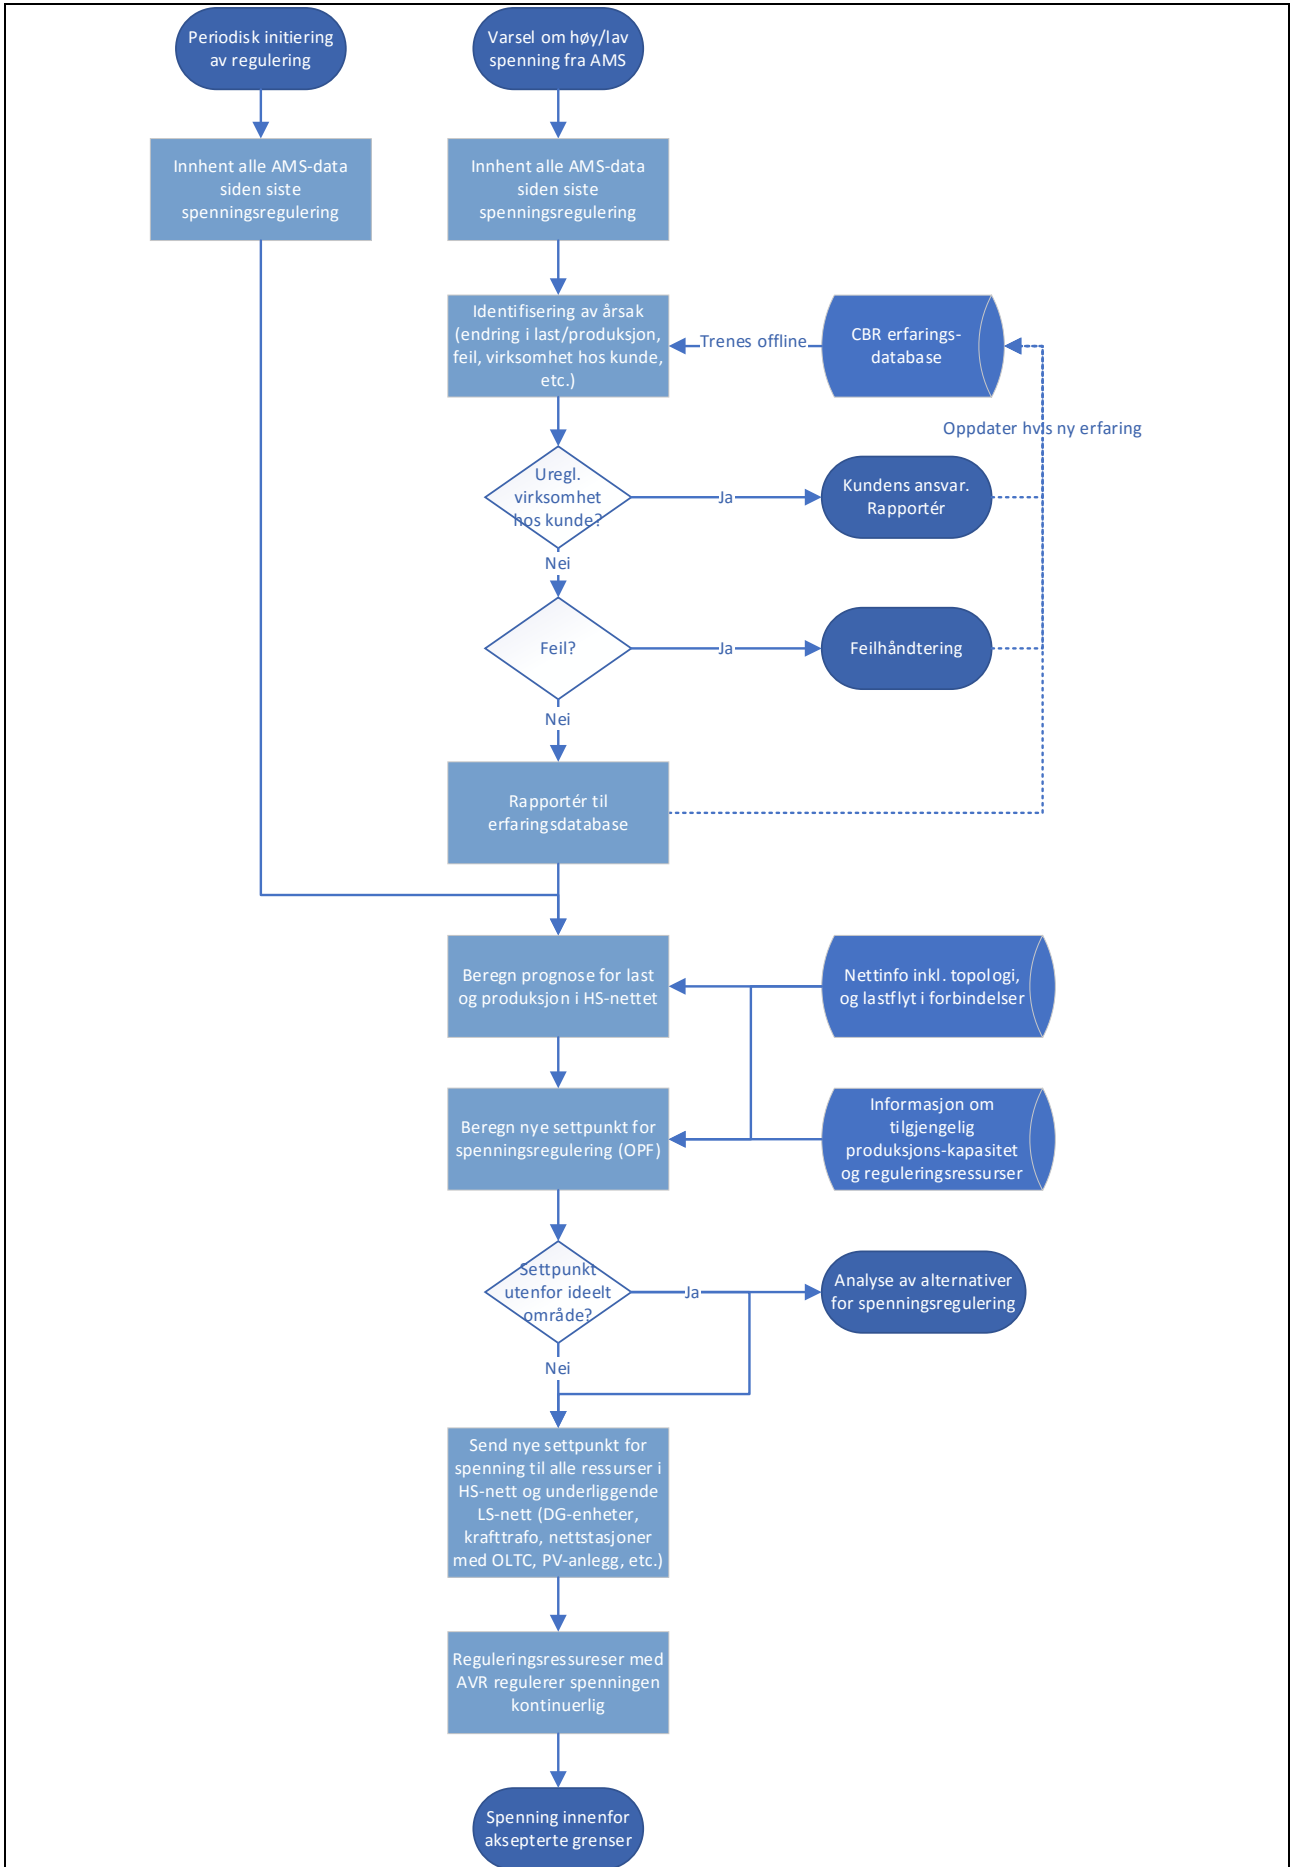 Periodisk initiering
av regulering
Varsel om høy/lav
spenning fra AMS
Innhent alle AMS-data
siden siste
spenningsregulering
Innhent alle AMS-data
siden siste
spenningsregulering
Identifisering av årsak
(endring i last/produksjon,
feil, virksomhet hos kunde,
etc.)
Trenes offline
CBR erfarings-
database
Oppdater hvis ny erfaring
Uregl.
virksomhet
hos kunde?
Ja
Kundens ansvar.
Rapportér
Nei
Feil?
Ja
Feilhåndtering
Nei
Rapportér til
erfaringsdatabase
Beregn prognose for last
og produksjon i HS-nettet
Nettinfo inkl. topologi,
og lastflyt i forbindelser
Beregn nye settpunkt for
spenningsregulering (OPF)
Informasjon om
tilgjengelig
produksjons-kapasitet
og reguleringsressurser
Settpunkt
utenfor ideelt
område?
Ja
Analyse av alternativer
for spenningsregulering
Nei
Send nye settpunkt for
spenning til alle ressurser i
HS-nett og underliggende
LS-nett (DG-enheter,
krafttrafo, nettstasjoner
med OLTC, PV-anlegg, etc.)
Reguleringsressureser med
AVR regulerer spenningen
kontinuerlig
Spenning innenfor
aksepterte grenser